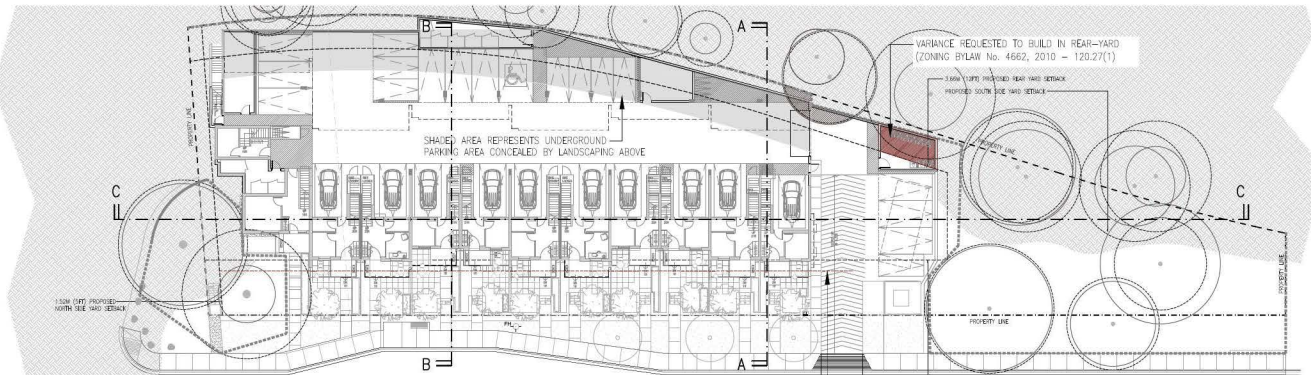 B
A
VARIANCE REQUESTED TO BUILD IN REAR-YARD
(ZONING BYLAW No. 4662, 2010 - 120.27(1)
3.66M (12FT) PROPOSED REAR YARD SETBACK
PROPOSED SOUTH SIDE YARD SETBACK
PROPERTY LINE
SHADED AREA REPRESENTS UNDERGROUND
PARKING AREA CONCEALED BY LANDSCAPING ABOVE
PROPERTY LINE
C
C
PROPERTY LINE
1.52M (5FT) PROPOSED
NORTH SIDE YARD SETBACK
PROPERTY LINE
B
A